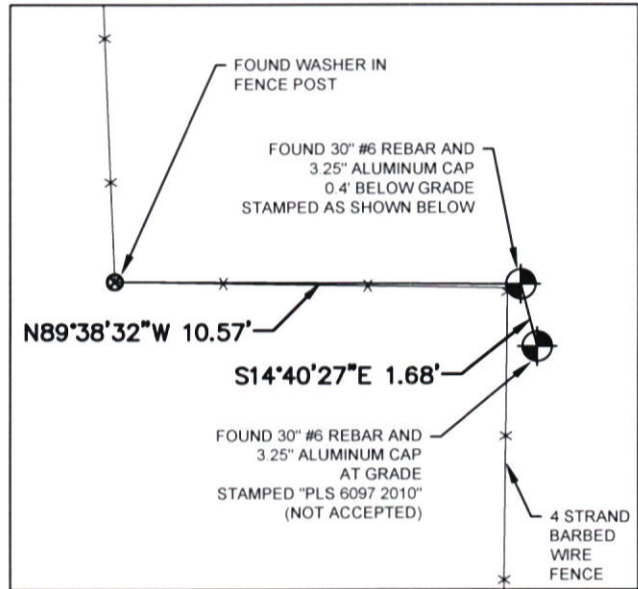 FOUND WASHER IN
FENCE POST
FOUND 30" #6 REBAR AND
3.25" ALUMINUM CAP
0.4' BELOW GRADE
STAMPED AS SHOWN BELOW
N89°38'32"W 10.57'
S14°40'27"E 1.68'
FOUND 30" #6 REBAR AND
3.25" ALUMINUM CAP
AT GRADE
STAMPED "PLS 6097 2010"
(NOT ACCEPTED)
4 STRAND
BARBED
WIRE
FENCE